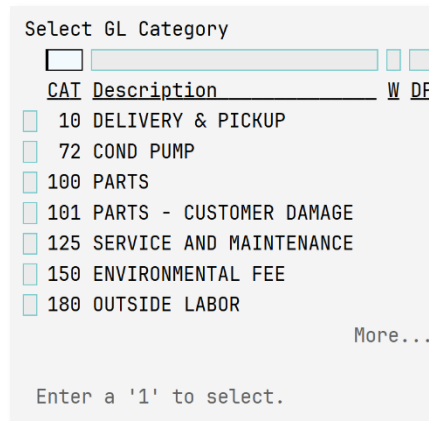 Select GL Category
CAT Description W DF
10 DELIVERY & PICKUP
72 COND PUMP
100 PARTS
101 PARTS - CUSTOMER DAMAGE
125 SERVICE AND MAINTENANCE
150 ENVIRONMENTAL FEE
180 OUTSIDE LABOR
More...
Enter a '1' to select.